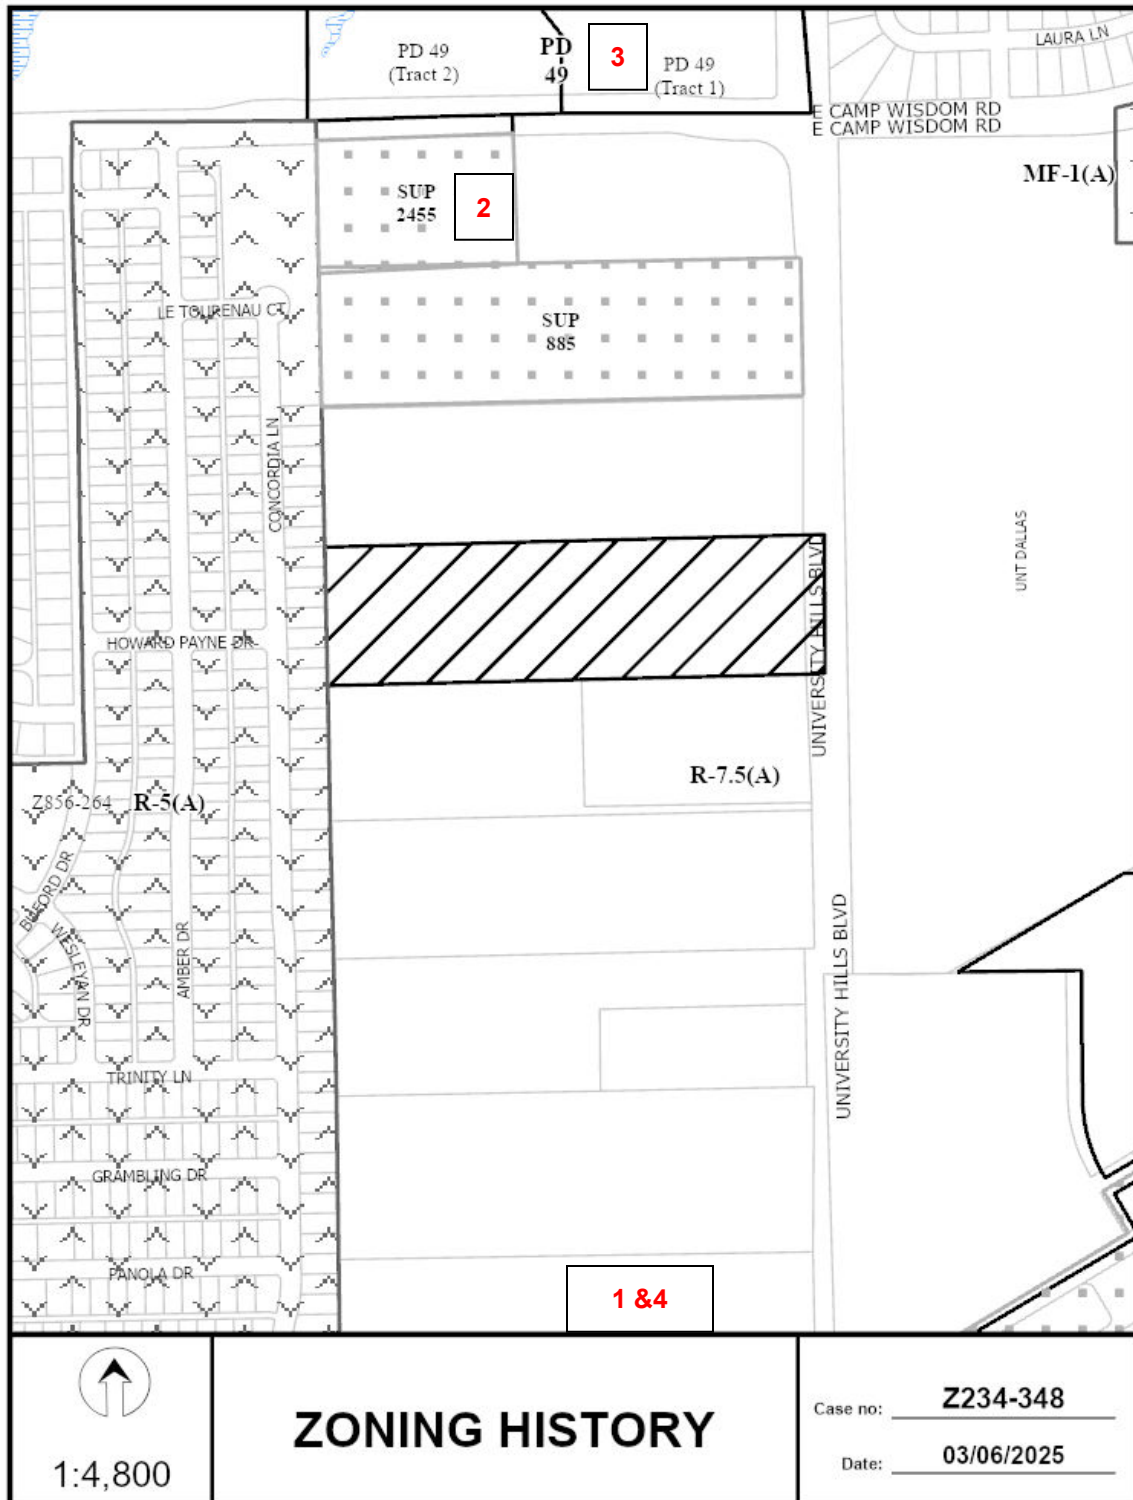 LAURA LN
PD 49
(Tract 2)
PD
49
3
PD 49
(Tract 1)
E CAMP WISDOM RD
E CAMP WISDOM RD
MF-1(A)
SUP
2455
2
LE TOURENAU CT
SUP
885
CONCORDIA LN
UNT DALLAS
UNIVERSITY HILLS BLVD
HOWARD PAYNE DR
R-7.5(A)
Z856-264
R-5(A)
BUFORD DR
WESLEYAN DR
AMBER DR
UNIVERSITY HILLS BLVD
TRINITY LN
GRAMBLING DR
PANOLA DR
1 &4
1:4,800
ZONING HISTORY
Case no: Z234-348
Date: 03/06/2025